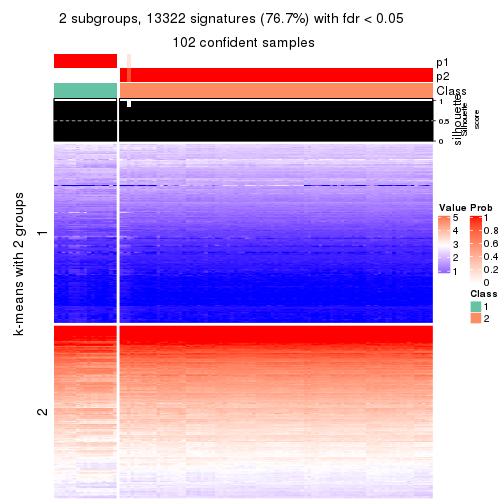 2 subgroups, 13322 signatures (76.7%) with fdr < 0.05
102 confident samples
p1
p2
Class
1
0.5
0
silhouette
Silhouette
score
k-means with 2 groups
1
2
Value
5
4
3
2
1
Prob
1
0.8
0.6
0.4
0.2
0
Class
1
2